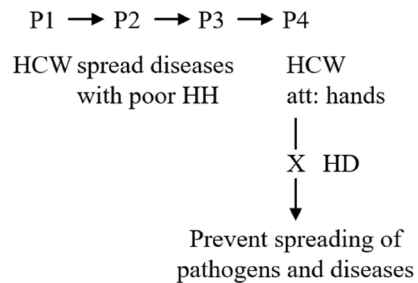 P1 → P2 → P3 → P4
HCW spread diseases
with poor HH
HCW
att: hands
X HD
Prevent spreading of
pathogens and diseases